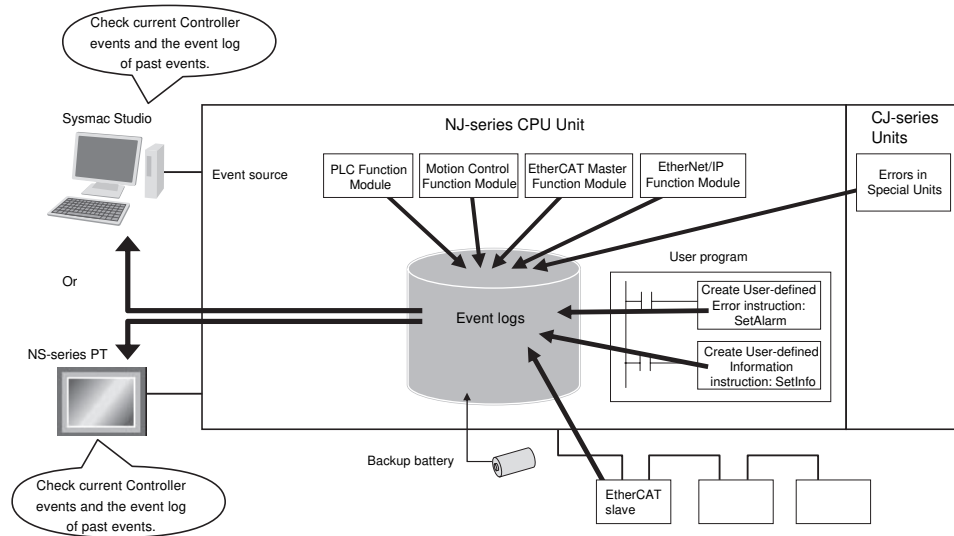 Check current Controller
events and the event log
of past events.
Sysmac Studio
Event source
NJ-series CPU Unit
CJ-series
Units
PLC Function
Module
Motion Control
Function Module
EtherCAT Master
Function Module
EtherNet/IP
Function Module
Errors in
Special Units
Or
Event logs
User program
Create User-defined
Error instruction:
SetAlarm
Create User-defined
Information
instruction: SetInfo
NS-series PT
Backup battery
EtherCAT
slave
Check current Controller
events and the event log
of past events.